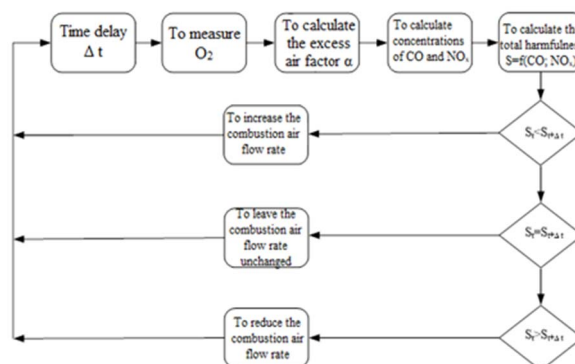 Time delay
Δ t
To measure
O₂
To calculate
the excess
air factor α
To calculate
concentrations
of CO and NOₓ
To calculate the
total harmfulness
S=f(CO; NOₓ)
To increase the
combustion air
flow rate
Sₜ<Sₜ₊Δₜ
To leave the
combustion air
flow rate
unchanged
Sₜ=Sₜ₊Δₜ
To reduce the
combustion air
flow rate
Sₜ>Sₜ₊Δₜ